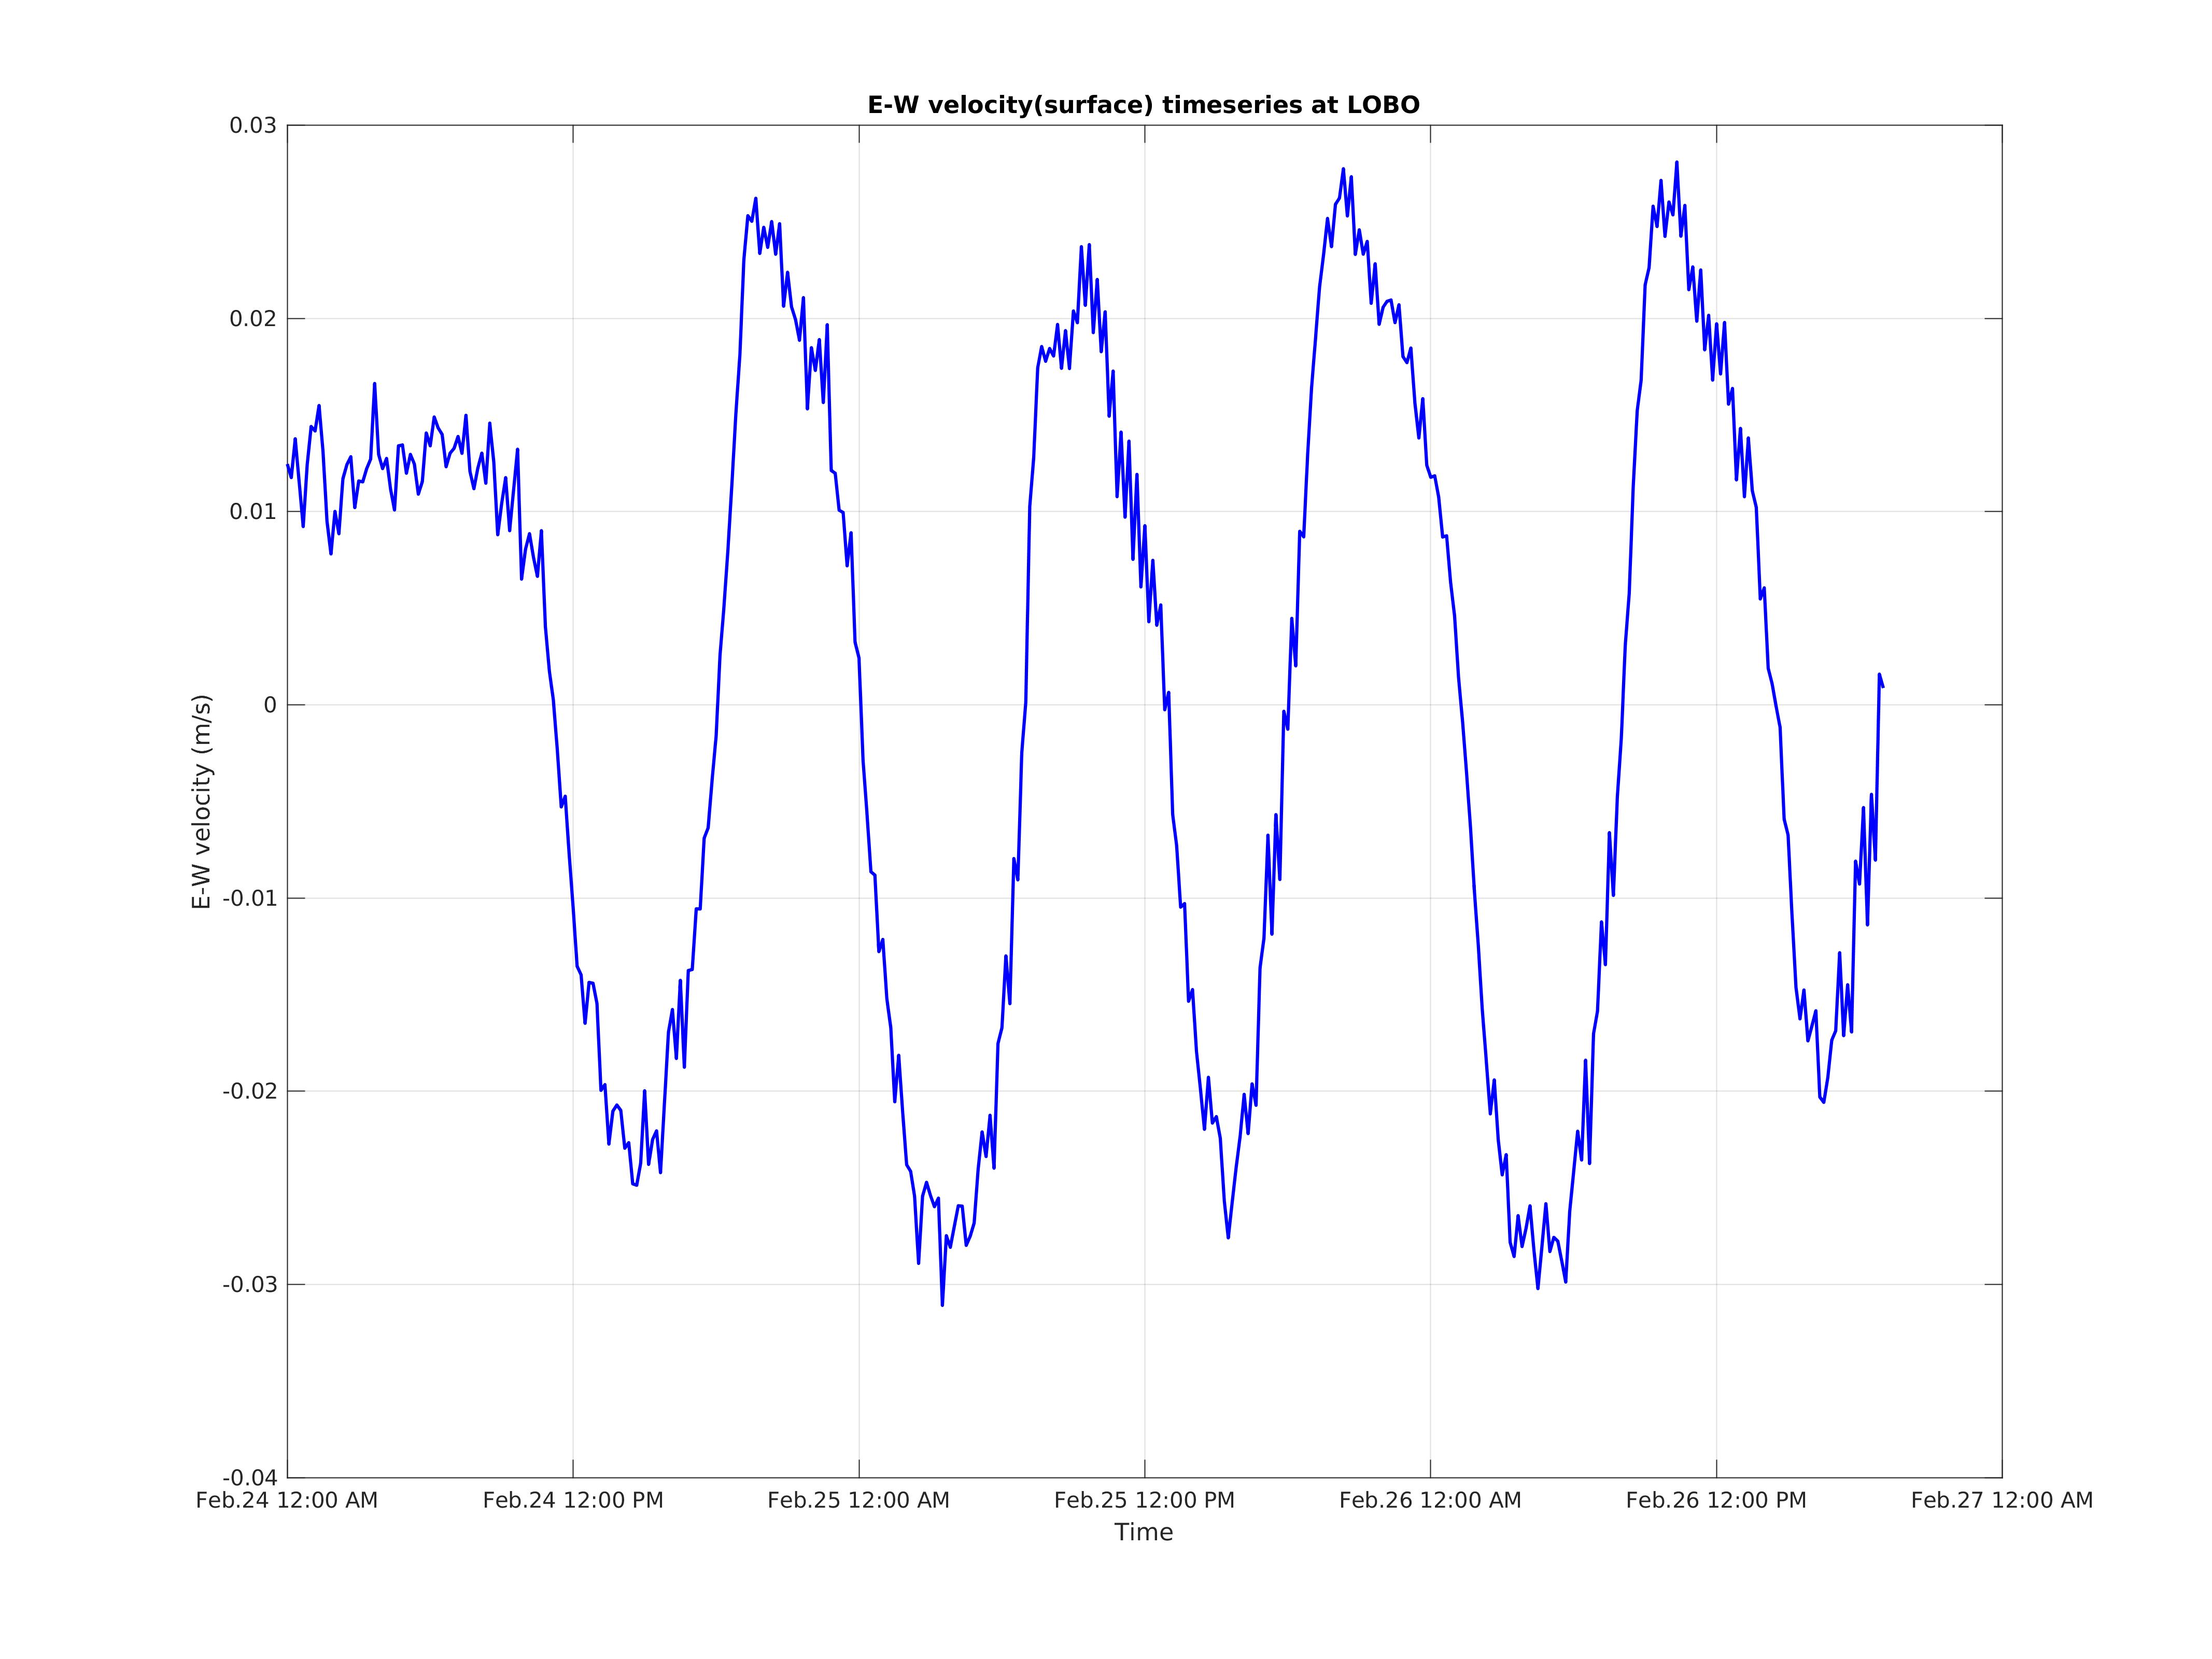 E-W velocity(surface) timeseries at LOBO
0.03
0.02
0.01
0
-0.01
-0.02
-0.03
-0.04
E-W velocity (m/s)
Feb.24 12:00 AM Feb.24 12:00 PM Feb.25 12:00 AM Feb.25 12:00 PM Feb.26 12:00 AM Feb.26 12:00 PM Feb.27 12:00 AM
Time